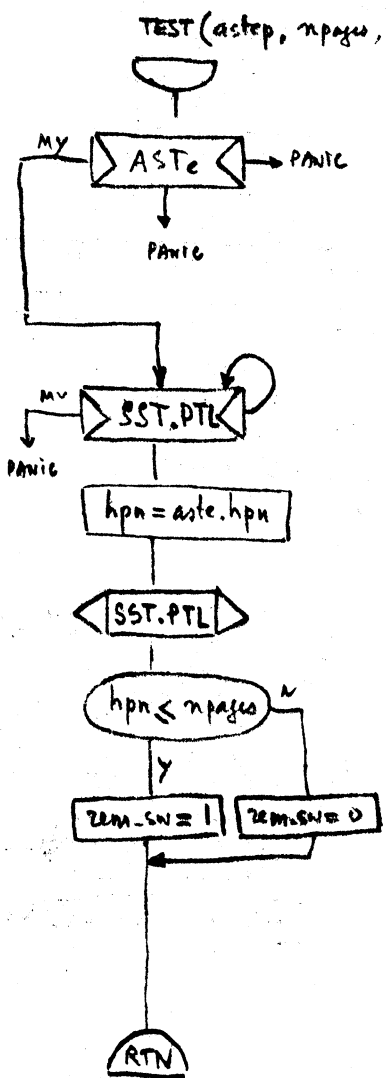 TEST (astep, npages,
MY
ASTe
PANIC
PANIC
SST.PTL
PANIC
hpn = aste.hpn
SST.PTL
hpn ≤ npages
N
Y
rem_sw = 1
rem_sw = 0
RTN